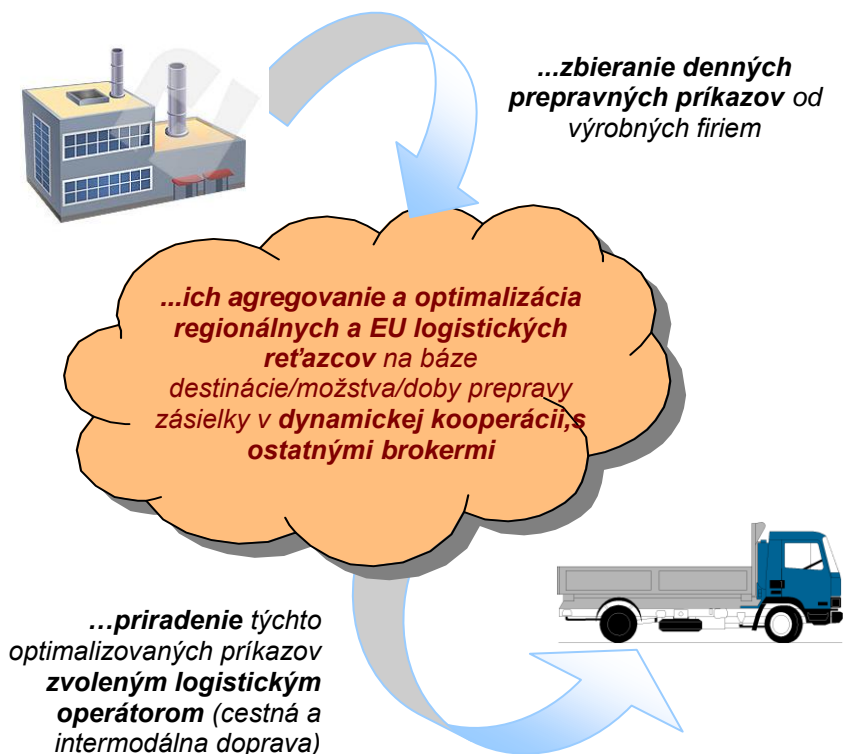 ...zbieranie denných
prepravných príkazov od
výrobných firiem
...ich agregovanie a optimalizácia
regionálnych a EU logistických
reťazcov na báze
destinácie/možstva/doby prepravy
zásielky v dynamickej kooperácii,s
ostatnými brokermi
...priradenie týchto
optimalizovaných príkazov
zvoleným logistickým
operátorom (cestná a
intermodálna doprava)